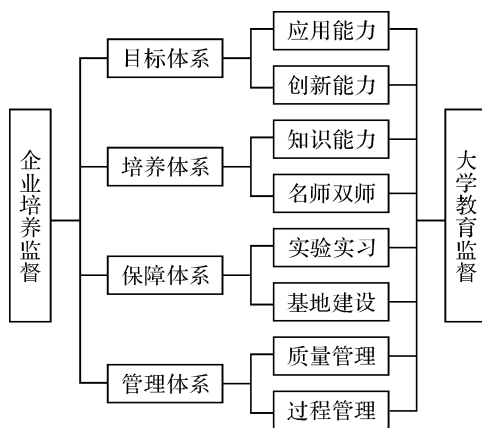 企业培养监督
目标体系
培养体系
保障体系
管理体系
应用能力
创新能力
知识能力
名师双师
实验实习
基地建设
质量管理
过程管理
大学教育监督